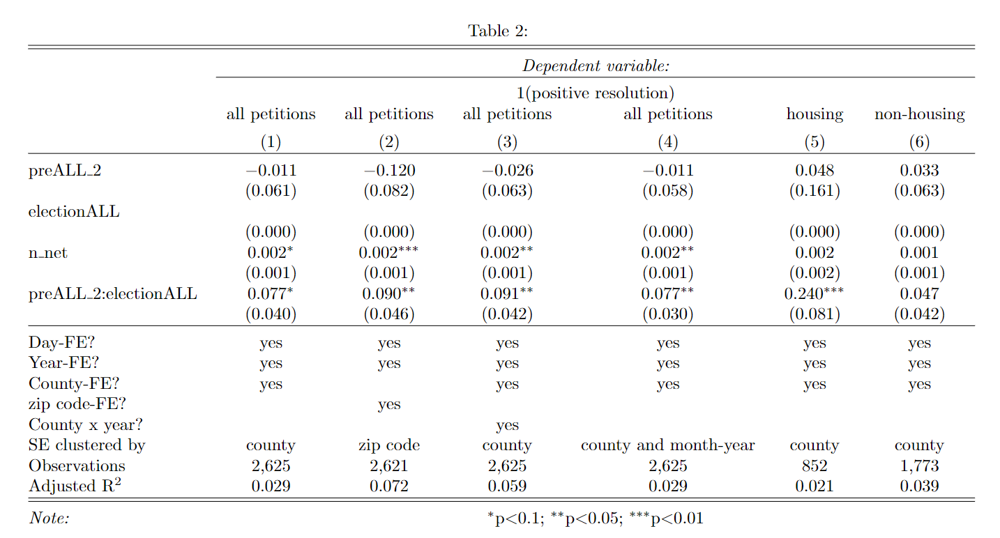 Table 2:
Dependent variable:
1(positive resolution)
all petitions all petitions all petitions all petitions housing non-housing
(1) (2) (3) (4) (5) (6)
preALL_2 −0.011 −0.120 −0.026 −0.011 0.048 0.033
(0.061) (0.082) (0.063) (0.058) (0.161) (0.063)
electionALL
(0.000) (0.000) (0.000) (0.000) (0.000) (0.000)
n_net 0.002* 0.002*** 0.002** 0.002** 0.002 0.001
(0.001) (0.001) (0.001) (0.001) (0.002) (0.001)
preALL_2:electionALL 0.077* 0.090** 0.091** 0.077** 0.240*** 0.047
(0.040) (0.046) (0.042) (0.030) (0.081) (0.042)
Day-FE? yes yes yes yes yes yes
Year-FE? yes yes yes yes yes yes
County-FE? yes yes yes yes yes
zip code-FE? yes
County x year? yes
SE clustered by county zip code county county and month-year county county
Observations 2,625 2,621 2,625 2,625 852 1,773
Adjusted R² 0.029 0.072 0.059 0.029 0.021 0.039
Note: *p<0.1; **p<0.05; ***p<0.01